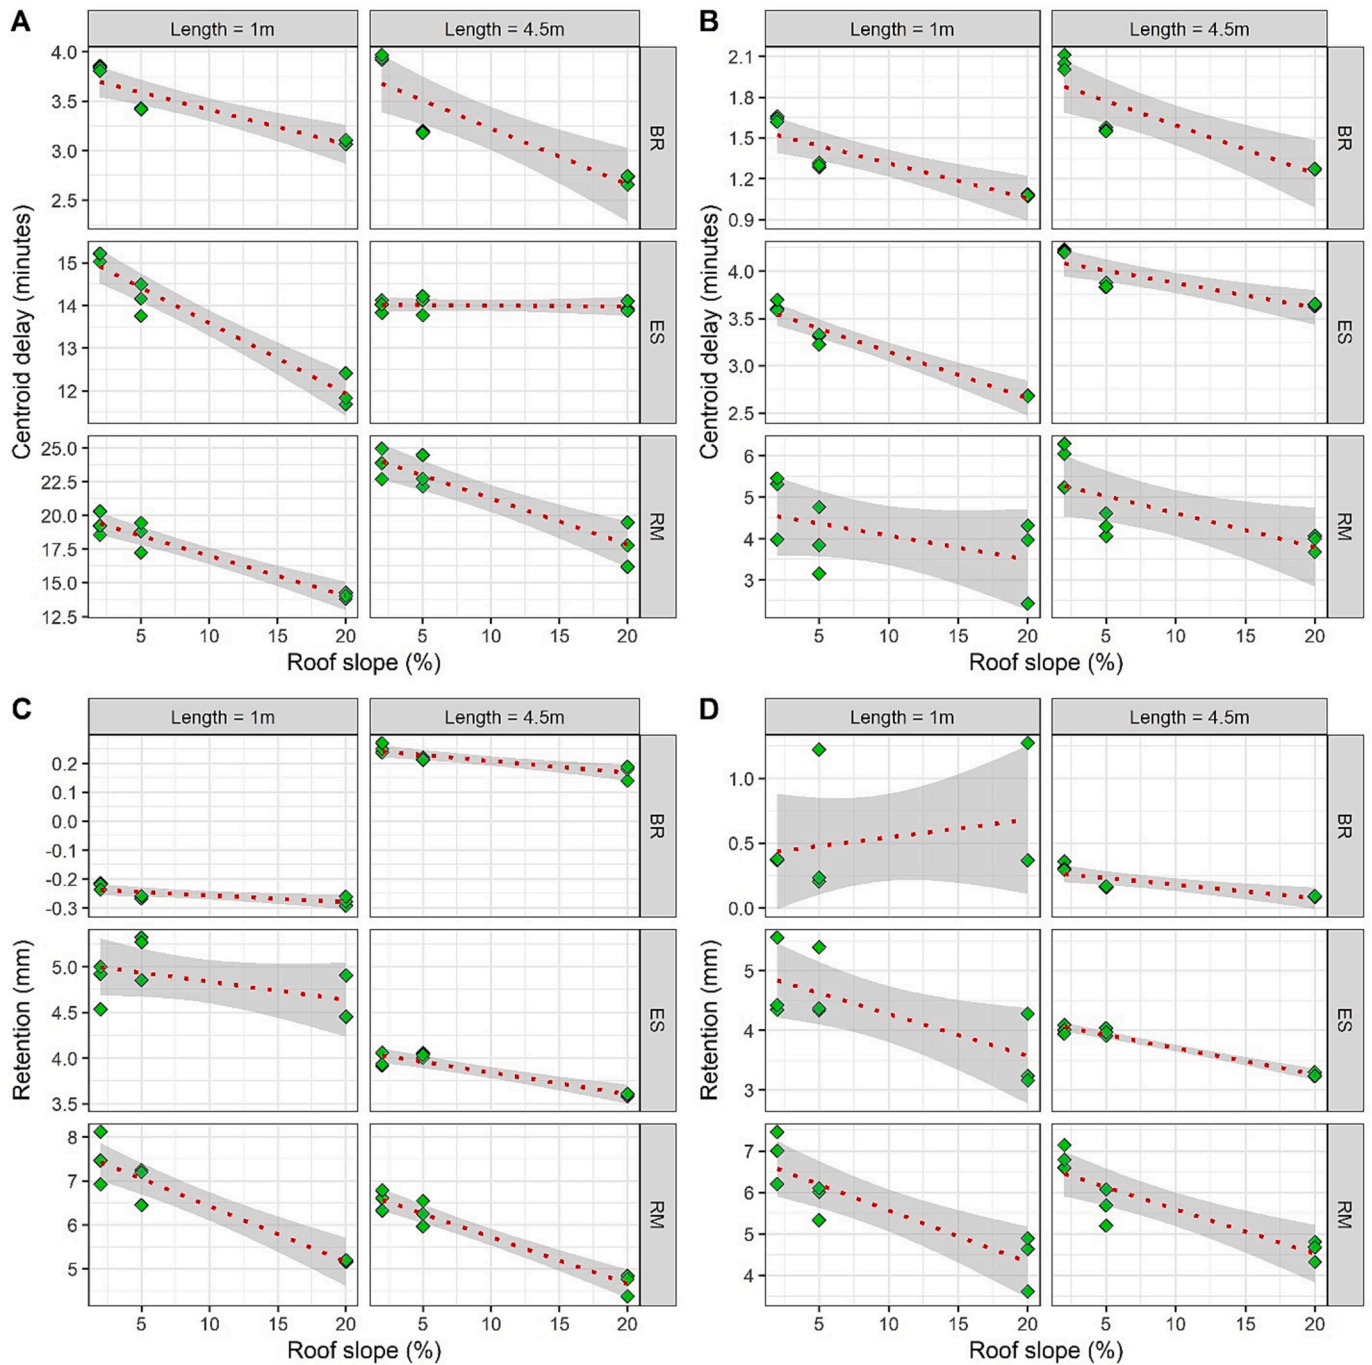 A
Length = 1m
Length = 4.5m
Centroid delay (minutes)
4.0
3.5
3.0
2.5
BR
15
14
13
12
ES
25.0
22.5
20.0
17.5
15.0
12.5
RM
5 10 15 20 5 10 15 20
Roof slope (%) Roof slope (%)
B
Length = 1m
Length = 4.5m
Centroid delay (minutes)
2.1
1.8
1.5
1.2
0.9
BR
4.0
3.5
3.0
2.5
ES
6
5
4
3
RM
5 10 15 20 5 10 15 20
Roof slope (%) Roof slope (%)
C
Length = 1m
Length = 4.5m
Retention (mm)
0.2
0.1
0.0
-0.1
-0.2
-0.3
BR
5.0
4.5
4.0
3.5
ES
8
7
6
5
RM
5 10 15 20 5 10 15 20
Roof slope (%) Roof slope (%)
D
Length = 1m
Length = 4.5m
Retention (mm)
1.0
0.5
0.0
BR
5
4
3
ES
7
6
5
4
RM
5 10 15 20 5 10 15 20
Roof slope (%) Roof slope (%)